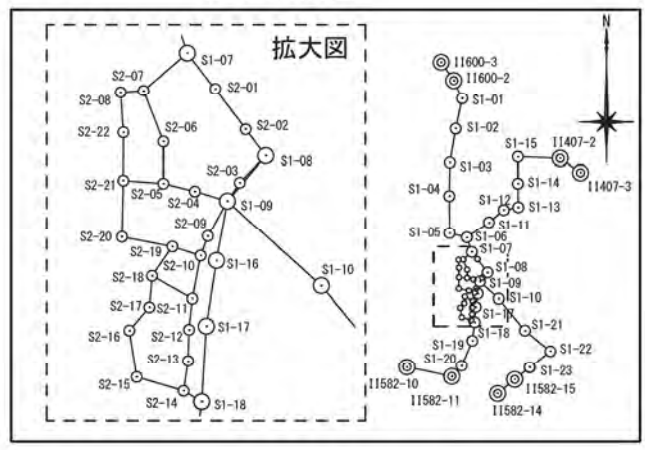 拡大図
S1-07
S2-07
S2-01
S2-08
S2-22
S2-06
S2-02
S1-08
S2-03
S2-21
S2-05
S2-04
S1-09
S2-09
S2-20
S2-19
S2-10
S1-16
S2-18
S1-10
S2-17
S2-11
S2-16
S2-12
S1-17
S2-13
S2-15
S2-14
S1-18
N
II600-3
II600-2
S1-01
S1-02
S1-15
II407-2
S1-03
II407-3
S1-14
S1-04
S1-12
S1-13
S1-11
S1-05
S1-06
S1-07
S1-08
S1-09
S1-10
S1-17
S1-18
S1-21
S1-19
S1-22
S1-20
S1-23
II582-10
II582-15
II582-11
II582-14